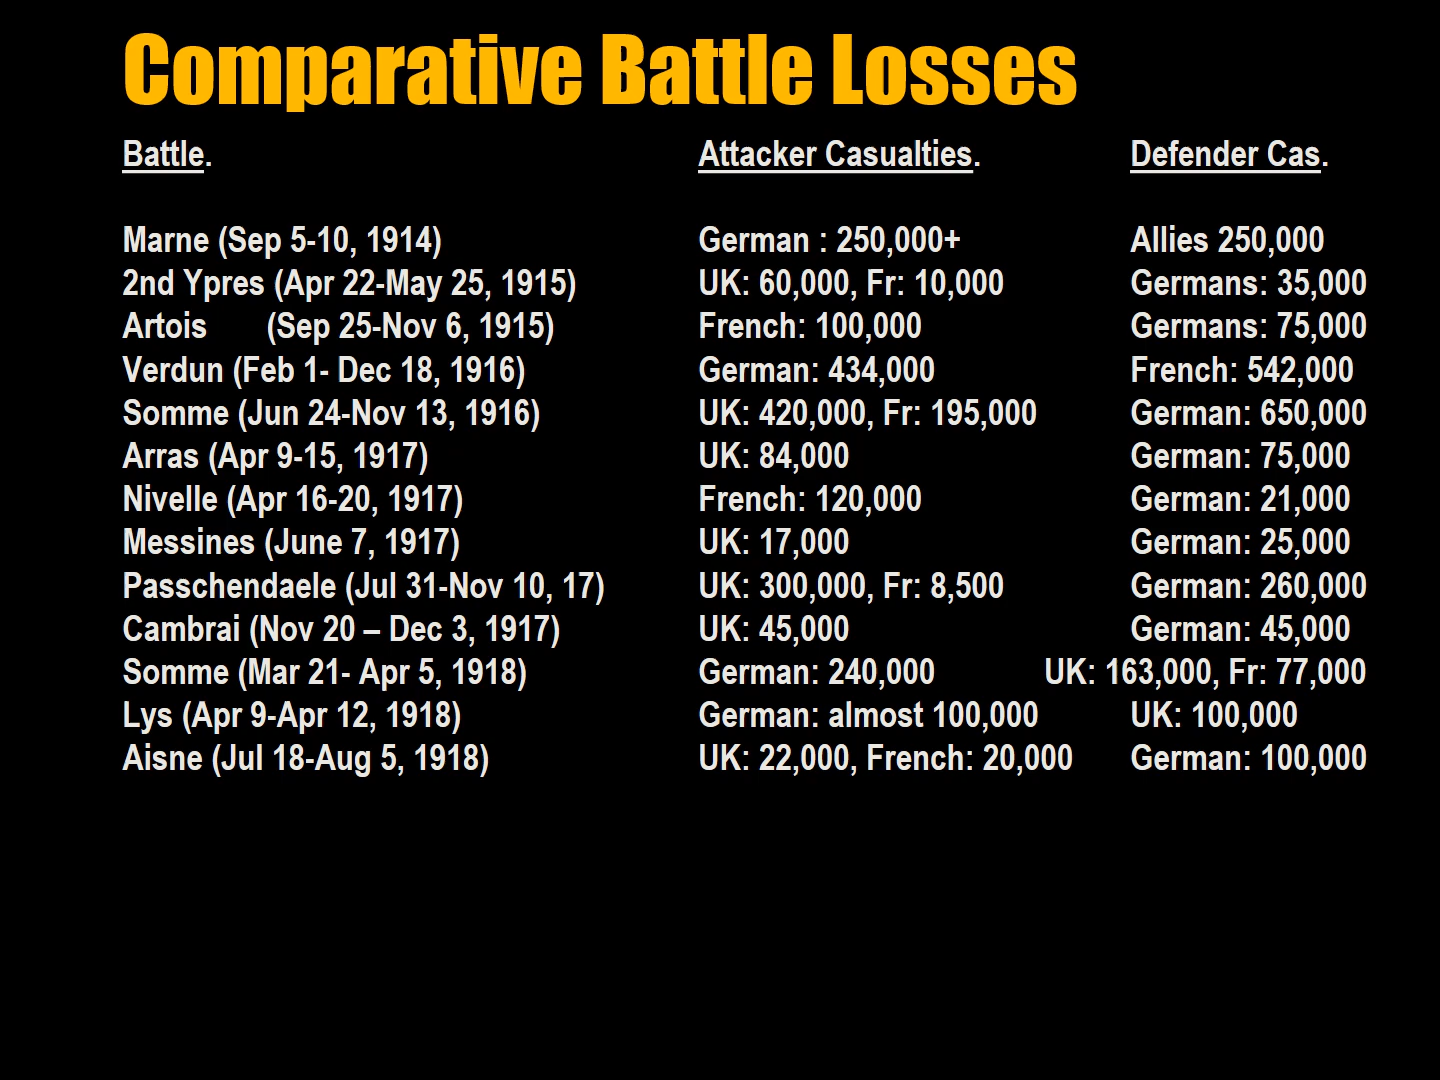 Comparative Battle Losses
Battle. Attacker Casualties. Defender Cas.
Marne (Sep 5-10, 1914) German : 250,000+ Allies 250,000
2nd Ypres (Apr 22-May 25, 1915) UK: 60,000, Fr: 10,000 Germans: 35,000
Artois (Sep 25-Nov 6, 1915) French: 100,000 Germans: 75,000
Verdun (Feb 1- Dec 18, 1916) German: 434,000 French: 542,000
Somme (Jun 24-Nov 13, 1916) UK: 420,000, Fr: 195,000 German: 650,000
Arras (Apr 9-15, 1917) UK: 84,000 German: 75,000
Nivelle (Apr 16-20, 1917) French: 120,000 German: 21,000
Messines (June 7, 1917) UK: 17,000 German: 25,000
Passchendaele (Jul 31-Nov 10, 17) UK: 300,000, Fr: 8,500 German: 260,000
Cambrai (Nov 20 – Dec 3, 1917) UK: 45,000 German: 45,000
Somme (Mar 21- Apr 5, 1918) German: 240,000 UK: 163,000, Fr: 77,000
Lys (Apr 9-Apr 12, 1918) German: almost 100,000 UK: 100,000
Aisne (Jul 18-Aug 5, 1918) UK: 22,000, French: 20,000 German: 100,000